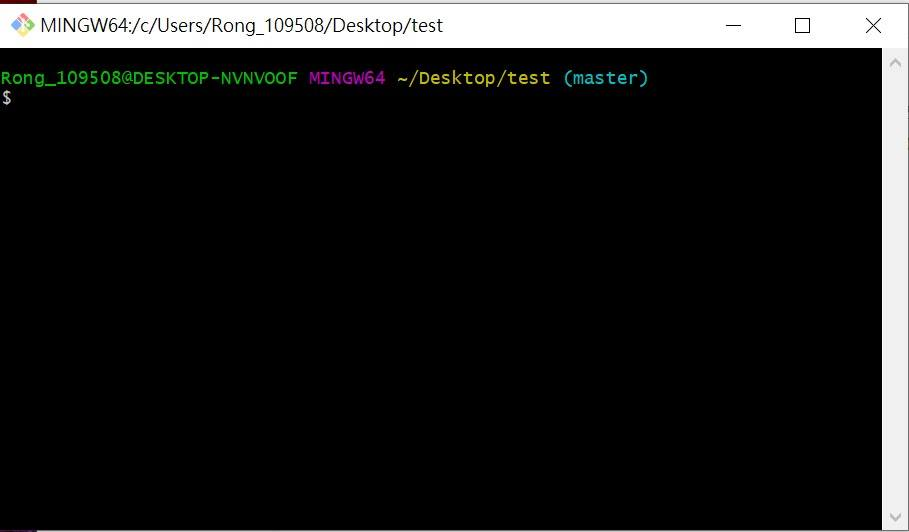 MINGW64:/c/Users/Rong_109508/Desktop/test
Rong_109508@DESKTOP-NVNVOOF MINGW64 ~/Desktop/test (master)
$